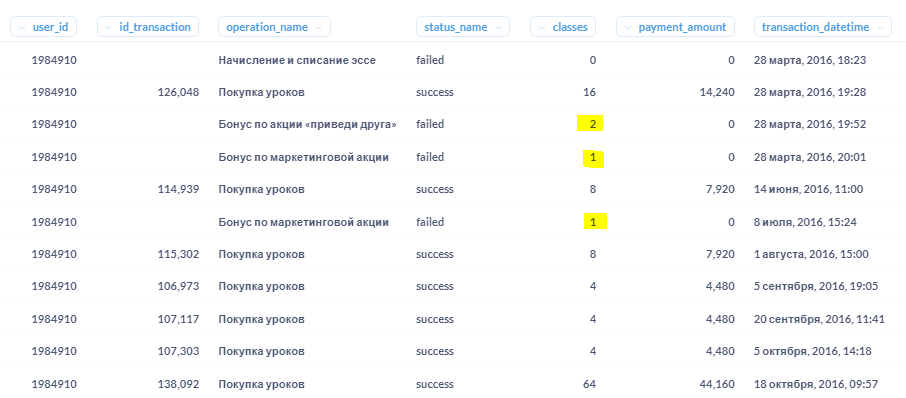 user_id id_transaction operation_name status_name classes payment_amount transaction_datetime
1984910 Начисление и списание эссе failed 0 0 28 марта, 2016, 18:23
1984910 126,048 Покупка уроков success 16 14,240 28 марта, 2016, 19:28
1984910 Бонус по акции «приведи друга» failed 2 0 28 марта, 2016, 19:52
1984910 Бонус по маркетинговой акции failed 1 0 28 марта, 2016, 20:01
1984910 114,939 Покупка уроков success 8 7,920 14 июня, 2016, 11:00
1984910 Бонус по маркетинговой акции failed 1 0 8 июля, 2016, 15:24
1984910 115,302 Покупка уроков success 8 7,920 1 августа, 2016, 15:00
1984910 106,973 Покупка уроков success 4 4,480 5 сентября, 2016, 19:05
1984910 107,117 Покупка уроков success 4 4,480 20 сентября, 2016, 11:41
1984910 107,303 Покупка уроков success 4 4,480 5 октября, 2016, 14:18
1984910 138,092 Покупка уроков success 64 44,160 18 октября, 2016, 09:57